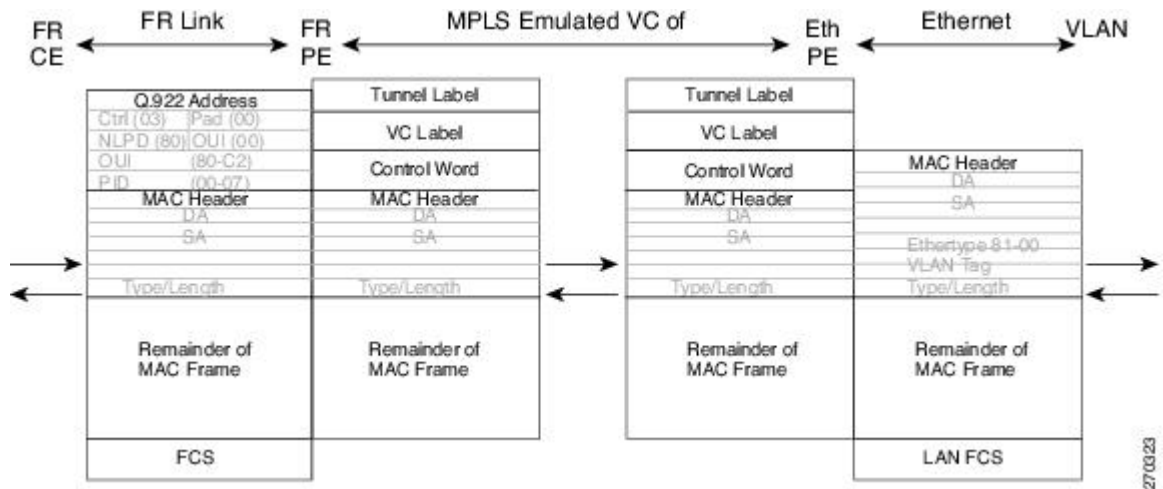 FR CE
FR Link
FR PE
MPLS Emulated VC of
Eth PE
Ethernet
VLAN
Q.922 Address
Ctrl (03) Pad (00)
NLPD (80) OUI (00)
OUI (80-C2)
PID (00-07)
MAC Header
DA
SA
Type/Length
Remainder of
MAC Frame
FCS
Tunnel Label
VC Label
Control Word
MAC Header
DA
SA
Type/Length
Remainder of
MAC Frame
Tunnel Label
VC Label
Control Word
MAC Header
DA
SA
Type/Length
Remainder of
MAC Frame
MAC Header
DA
SA
Ethertype 81-00
VLAN Tag
Type/Length
Remainder of
MAC Frame
LAN FCS
270323